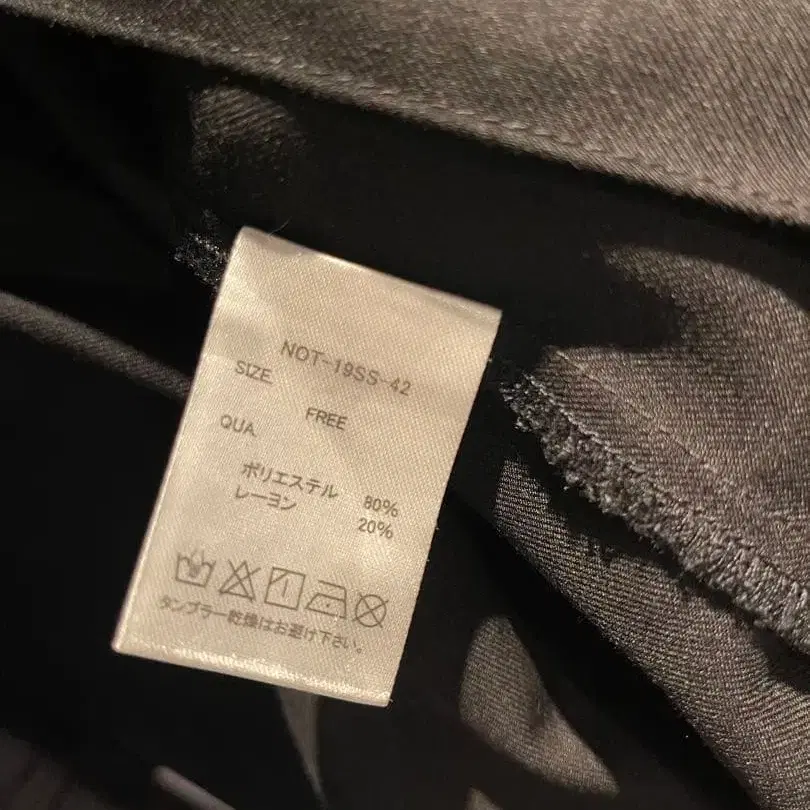 NOT-19SS-42
SIZE
FREE
QUA
ポリエステル 80%
レーヨン 20%
タンブラー乾燥はお避け下さい。